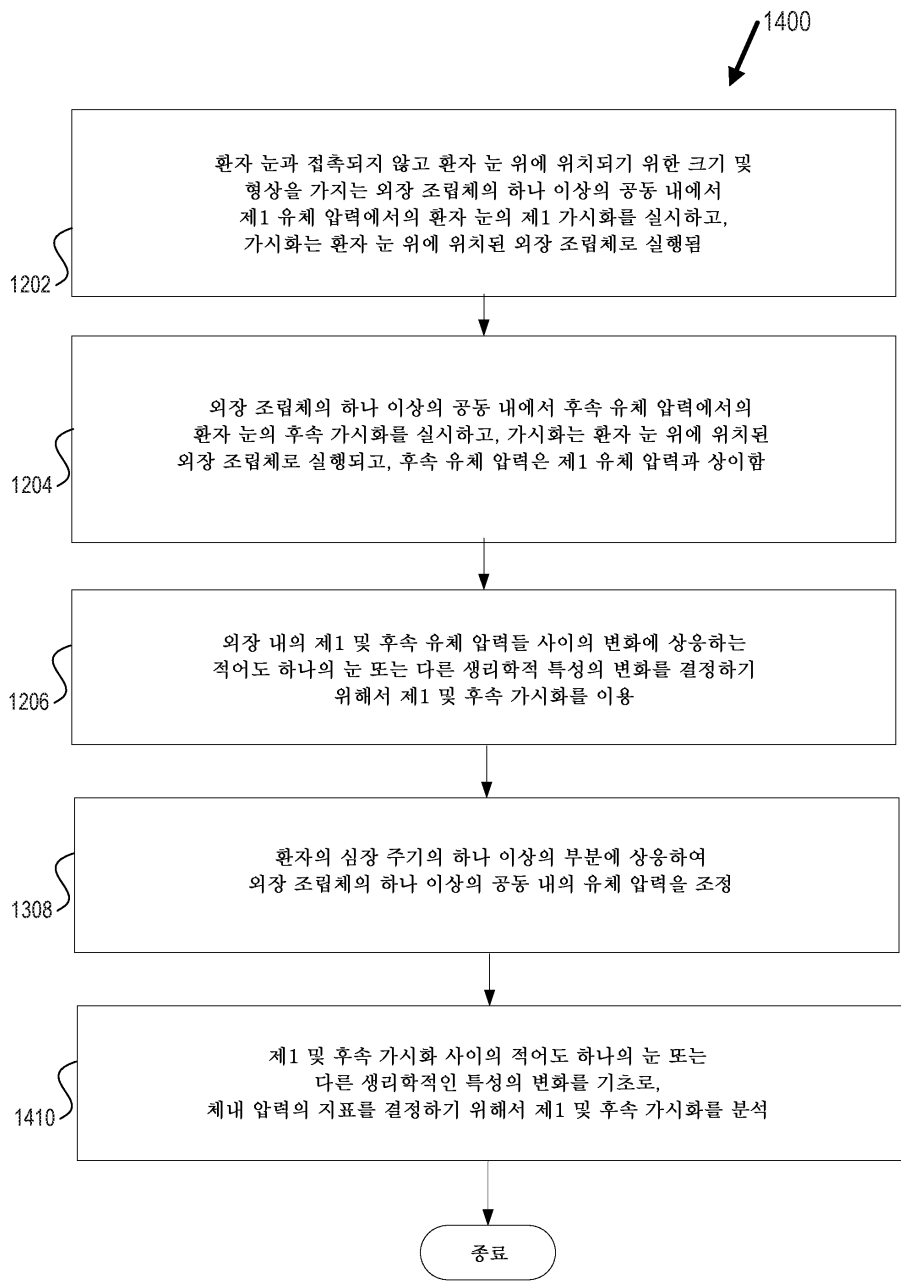 1400
환자 눈과 접촉되지 않고 환자 눈 위에 위치되기 위한 크기 및
형상을 가지는 외장 조립체의 하나 이상의 공동 내에서
제1 유체 압력에서의 환자 눈의 제1 가시화를 실시하고,
가시화는 환자 눈 위에 위치된 외장 조립체로 실행됨
1202
외장 조립체의 하나 이상의 공동 내에서 후속 유체 압력에서의
환자 눈의 후속 가시화를 실시하고, 가시화는 환자 눈 위에 위치된
외장 조립체로 실행되고, 후속 유체 압력은 제1 유체 압력과 상이함
1204
외장 내의 제1 및 후속 유체 압력들 사이의 변화에 상응하는
적어도 하나의 눈 또는 다른 생리학적 특성의 변화를 결정하기
위해서 제1 및 후속 가시화를 이용
1206
환자의 심장 주기의 하나 이상의 부분에 상응하여
외장 조립체의 하나 이상의 공동 내의 유체 압력을 조정
1308
제1 및 후속 가시화 사이의 적어도 하나의 눈 또는
다른 생리학적인 특성의 변화를 기초로,
체내 압력의 지표를 결정하기 위해서 제1 및 후속 가시화를 분석
1410
종료